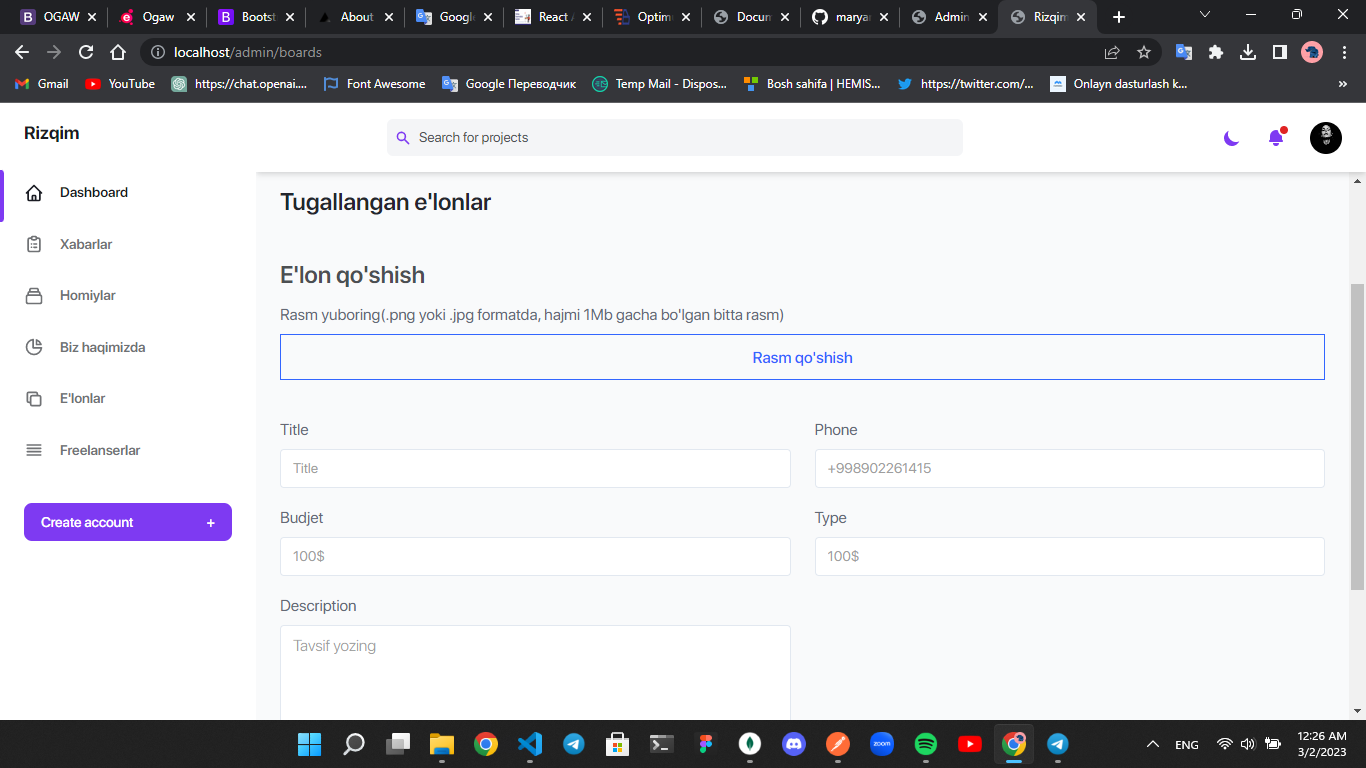 OGAW
Ogaw
Bootst
About
Googl
React A
Optim
Docum
marya
Admin
Rizqim
localhost/admin/boards
Gmail
YouTube
https://chat.openai....
Font Awesome
Google Переводчик
Temp Mail - Dispos...
Bosh sahifa | HEMIS...
https://twitter.com/...
Onlayn dasturlash k...
»
Rizqim
Search for projects
Dashboard
Xabarlar
Homiylar
Biz haqimizda
E'lonlar
Freelanserlar
Create account +
Tugallangan e'lonlar
E'lon qo'shish
Rasm yuboring(.png yoki .jpg formatda, hajmi 1Mb gacha bo'lgan bitta rasm)
Rasm qo'shish
Title
Title
Phone
+998902261415
Budjet
100$
Type
100$
Description
Tavsif yozing
zoom
ENG
12:26 AM
3/2/2023